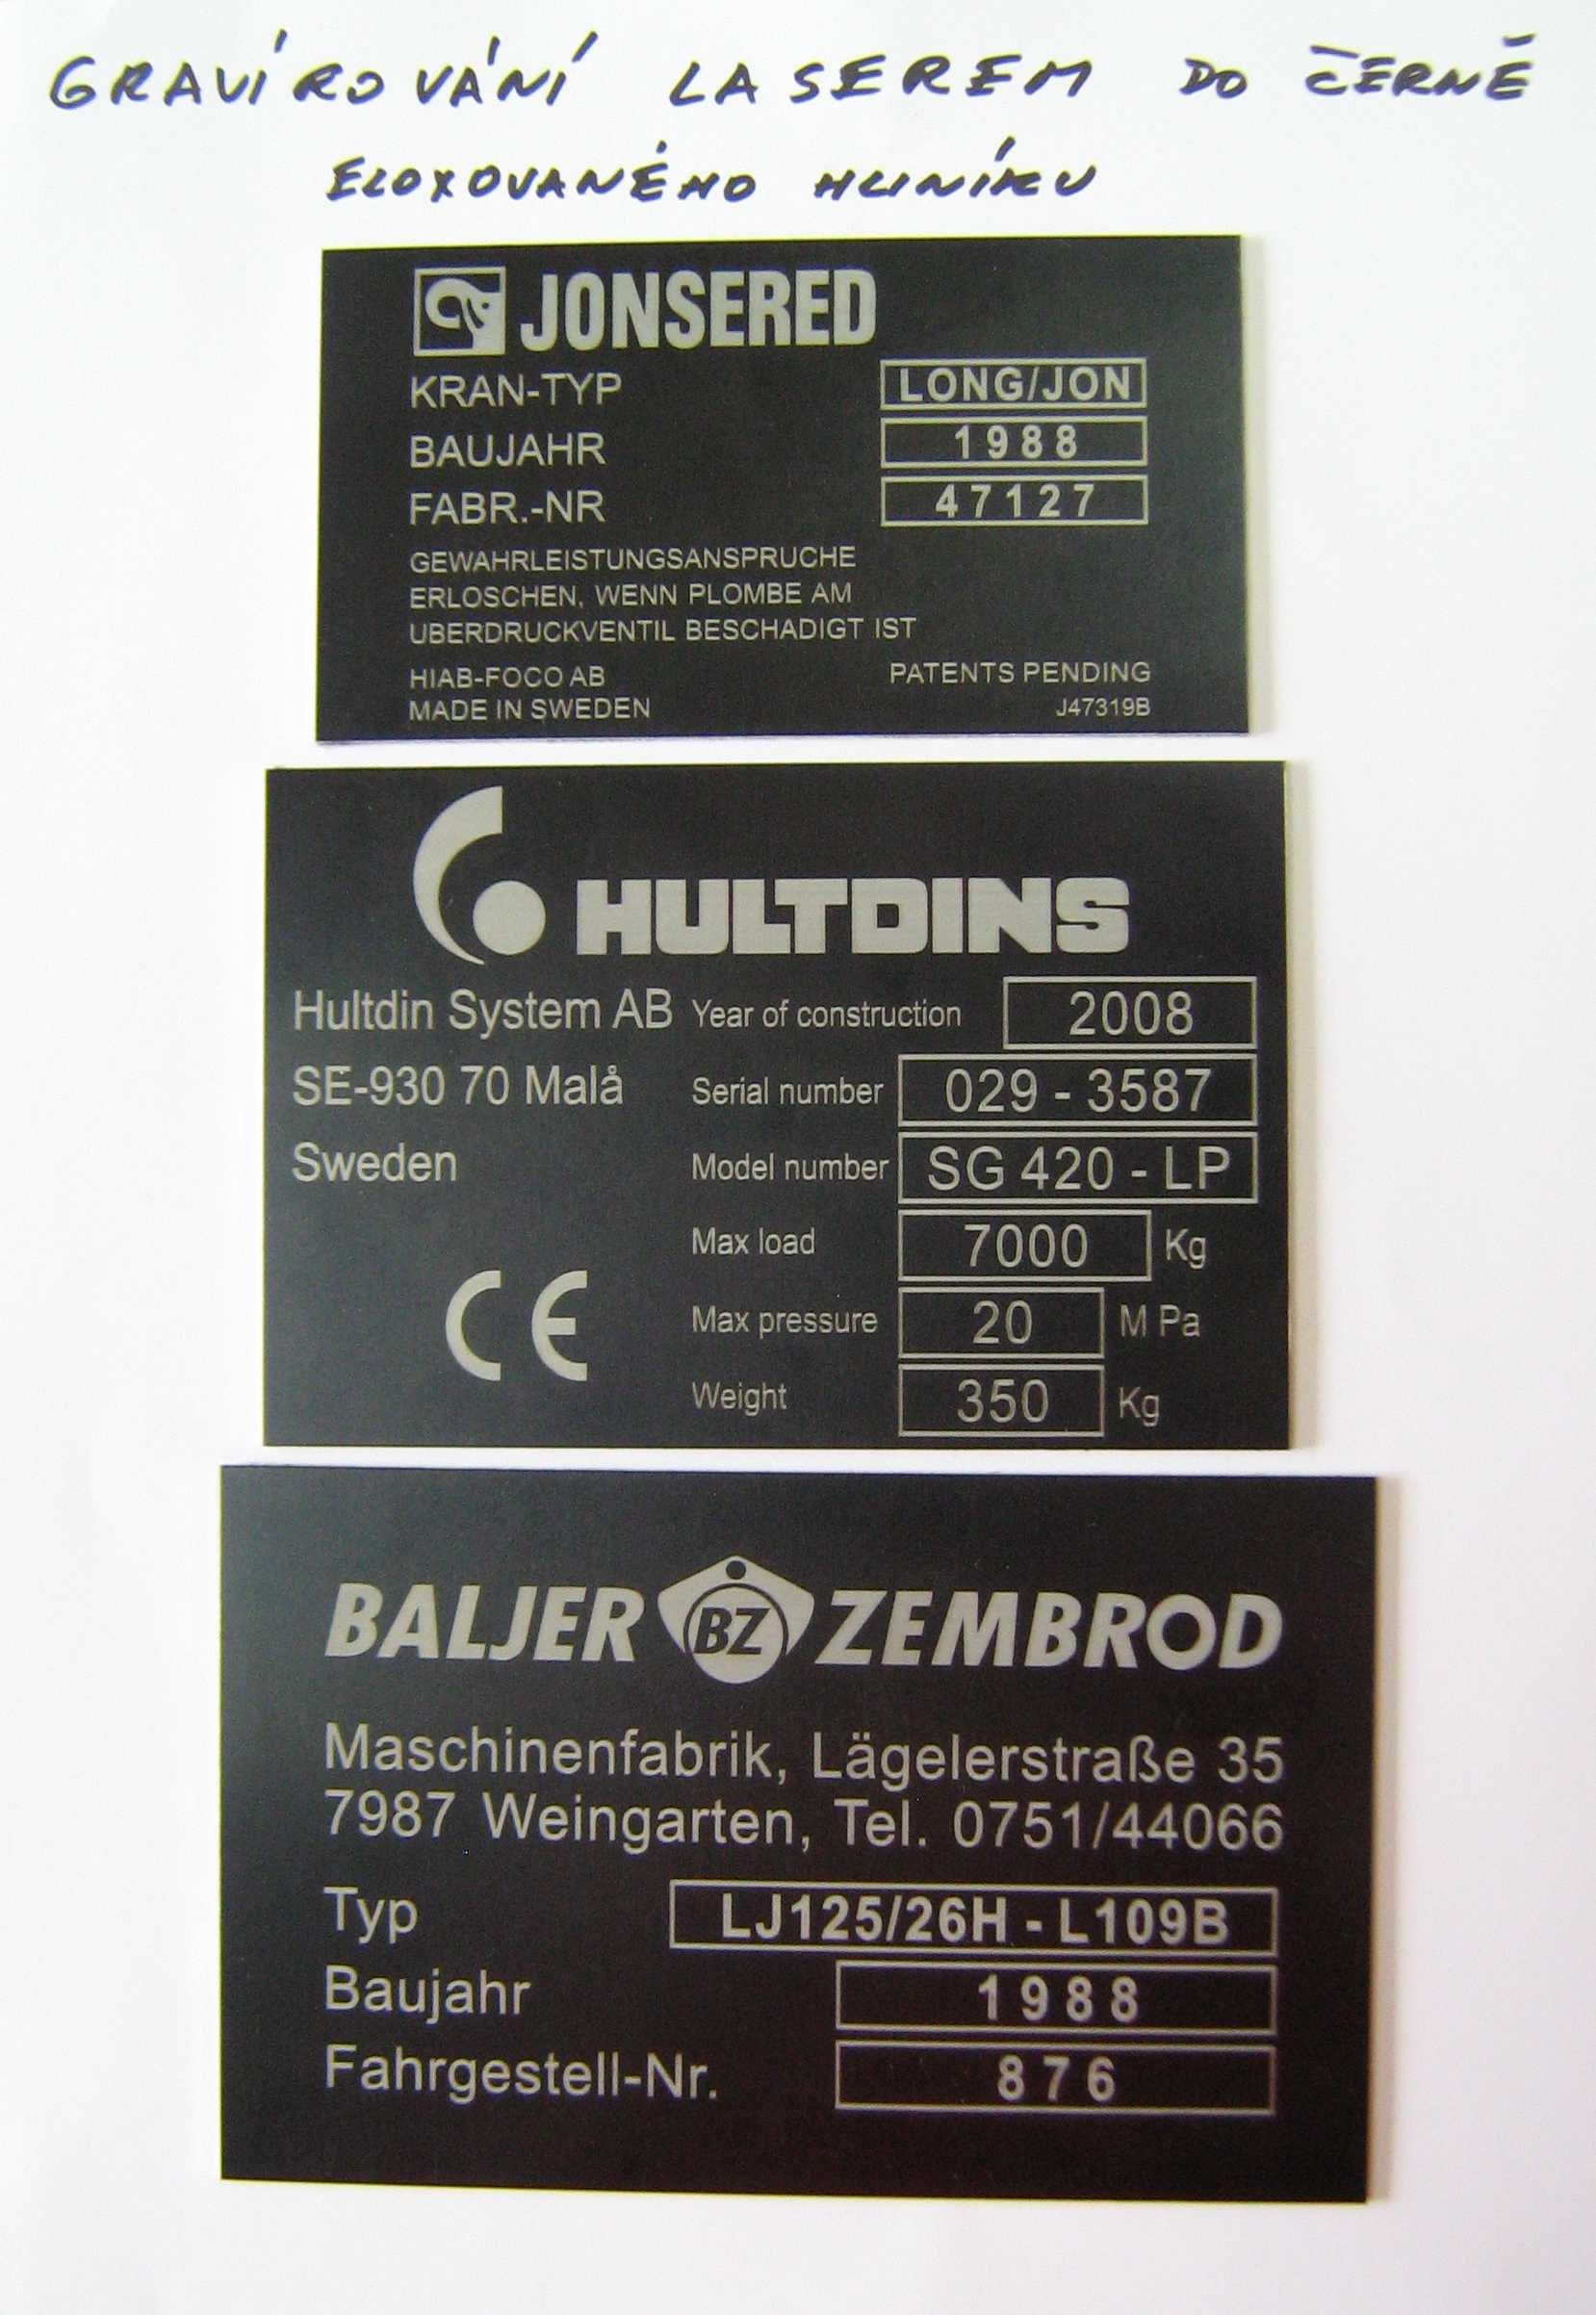 GRAVÍROVÁNÍ LASEREM DO ČERNĚ
ELOXOVANÉHO HLINÍKU
JONSERED
KRAN-TYP LONG/JON
BAUJAHR 1988
FABR.-NR 47127
GEWAHRLEISTUNGSANSPRUCHE
ERLOSCHEN, WENN PLOMBE AM
UBERDRUCKVENTIL BESCHADIGT IST
HIAB-FOCO AB PATENTS PENDING
MADE IN SWEDEN J47319B
HULTDINS
Hultdin System AB Year of construction 2008
SE-930 70 Malå Serial number 029 - 3587
Sweden Model number SG 420 - LP
Max load 7000 Kg
CE Max pressure 20 M Pa
Weight 350 Kg
BALJER BZ ZEMBROD
Maschinenfabrik, Lägelerstraße 35
7987 Weingarten, Tel. 0751/44066
Typ LJ125/26H - L109B
Baujahr 1988
Fahrgestell-Nr. 876